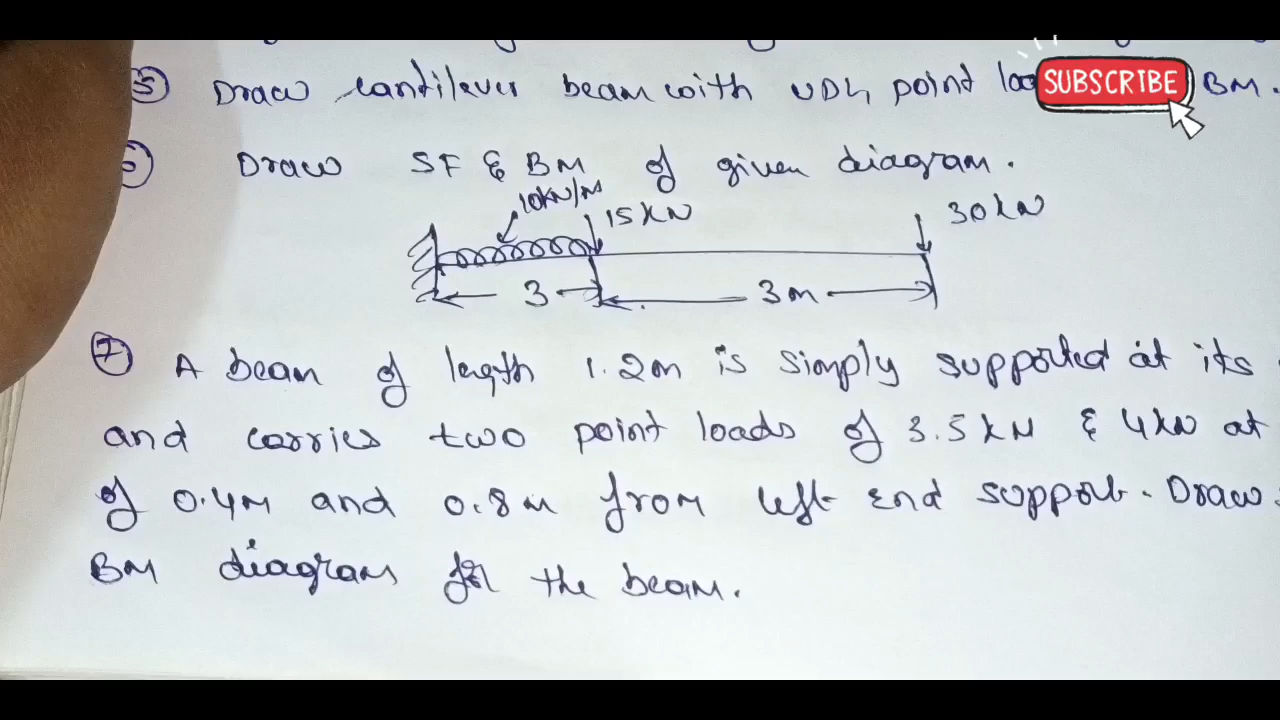 ⑤ Draw cantilever beam with UDL, point BM.
SUBSCRIBE
Draw SF & BM of given diagram.
10KN/M
15KN
30KN
3
3m
⑦ A beam of length 1.2m is simply supported at its
and carries two point loads of 3.5KN & 4KN at
of 0.4m and 0.8m from left end support. Draw
BM diagram for the beam.